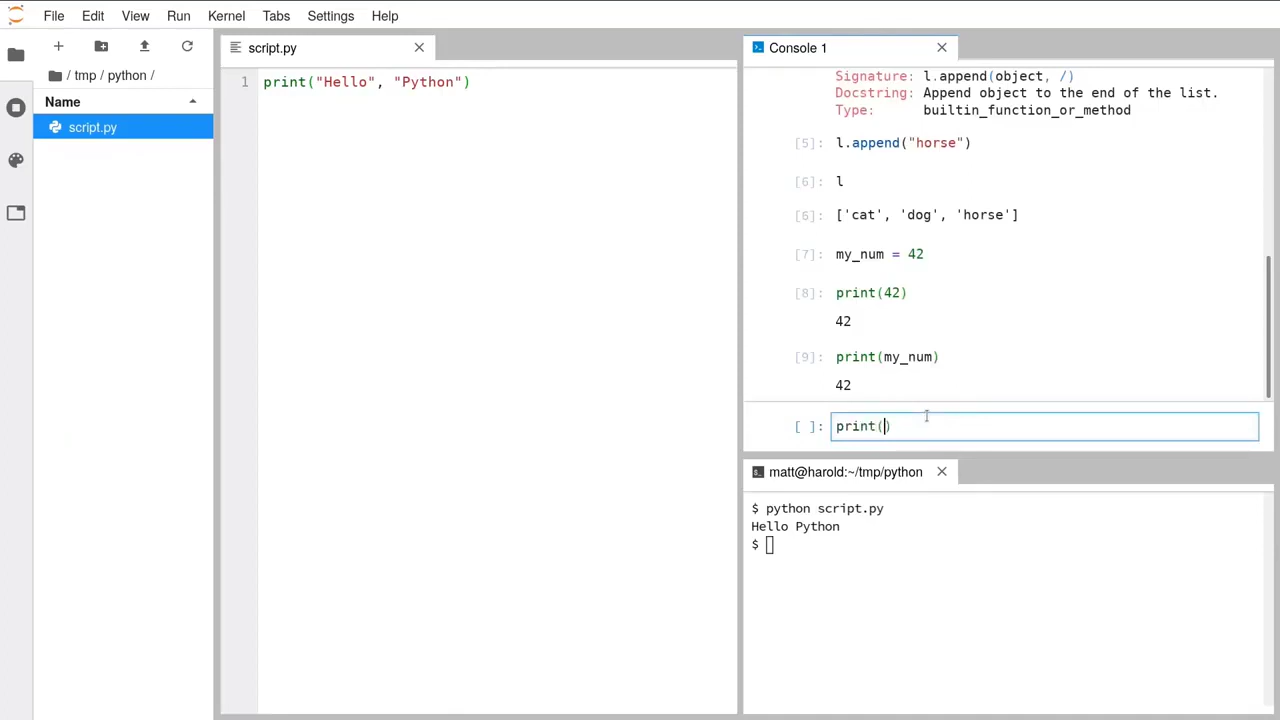 File Edit View Run Kernel Tabs Settings Help
/ tmp / python /
Name
script.py
script.py
1 print("Hello", "Python")
Console 1
Signature: l.append(object, /)
Docstring: Append object to the end of the list.
Type: builtin_function_or_method
[5]: l.append("horse")
[6]: l
[6]: ['cat', 'dog', 'horse']
[7]: my_num = 42
[8]: print(42)
42
[9]: print(my_num)
42
[ ]: print()
matt@harold:~/tmp/python
$ python script.py
Hello Python
$